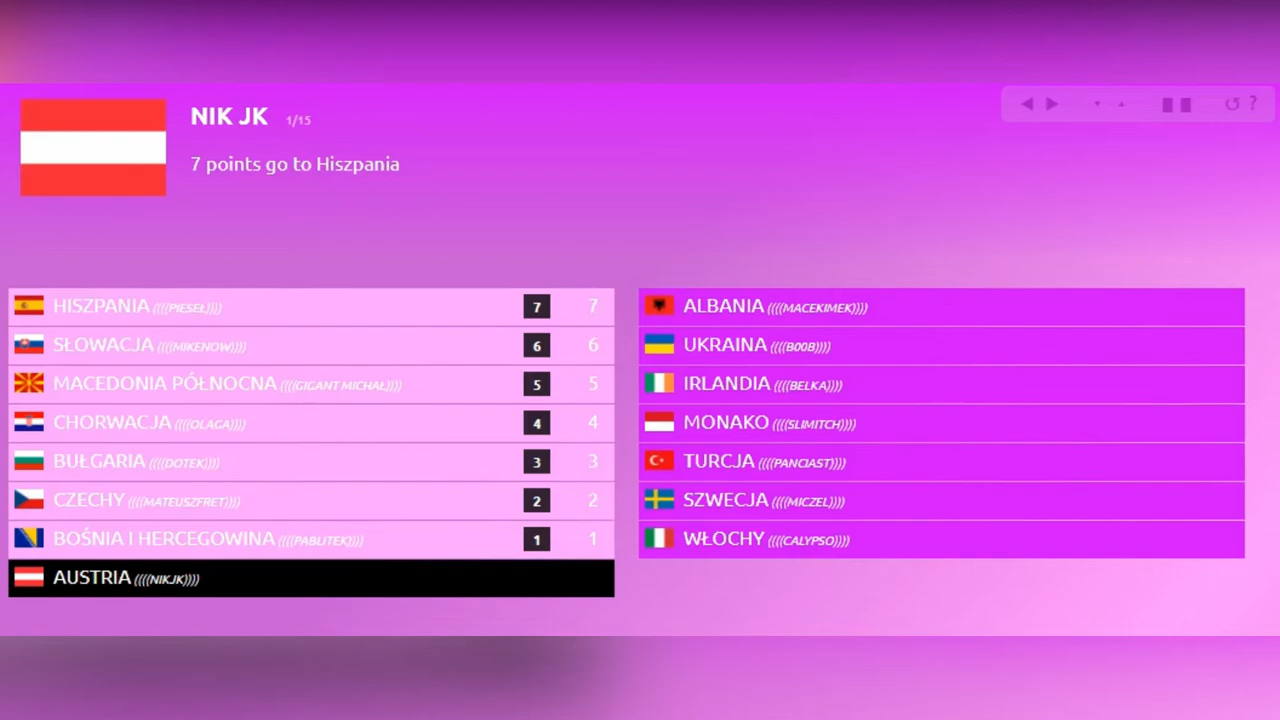 NIK JK 1/15
7 points go to Hiszpania
?
HISZPANIA ((((PIESEŁ)))) 7 7
SŁOWACJA ((((MIKENOW)))) 6 6
MACEDONIA PÓŁNOCNA ((((GIGANT MICHAŁ)))) 5 5
CHORWACJA ((((OLAGA)))) 4 4
BUŁGARIA ((((DOTEK)))) 3 3
CZECHY ((((MATEUSZFRET)))) 2 2
BOŚNIA I HERCEGOWINA ((((PABLITEK)))) 1 1
AUSTRIA ((((NIKJK))))
ALBANIA ((((MACEKIMEK))))
UKRAINA ((((B00B))))
IRLANDIA ((((BELKA))))
MONAKO ((((SLIMITCH))))
TURCJA ((((PANCIAST))))
SZWECJA ((((MICZEL))))
WŁOCHY ((((CALYPSO))))